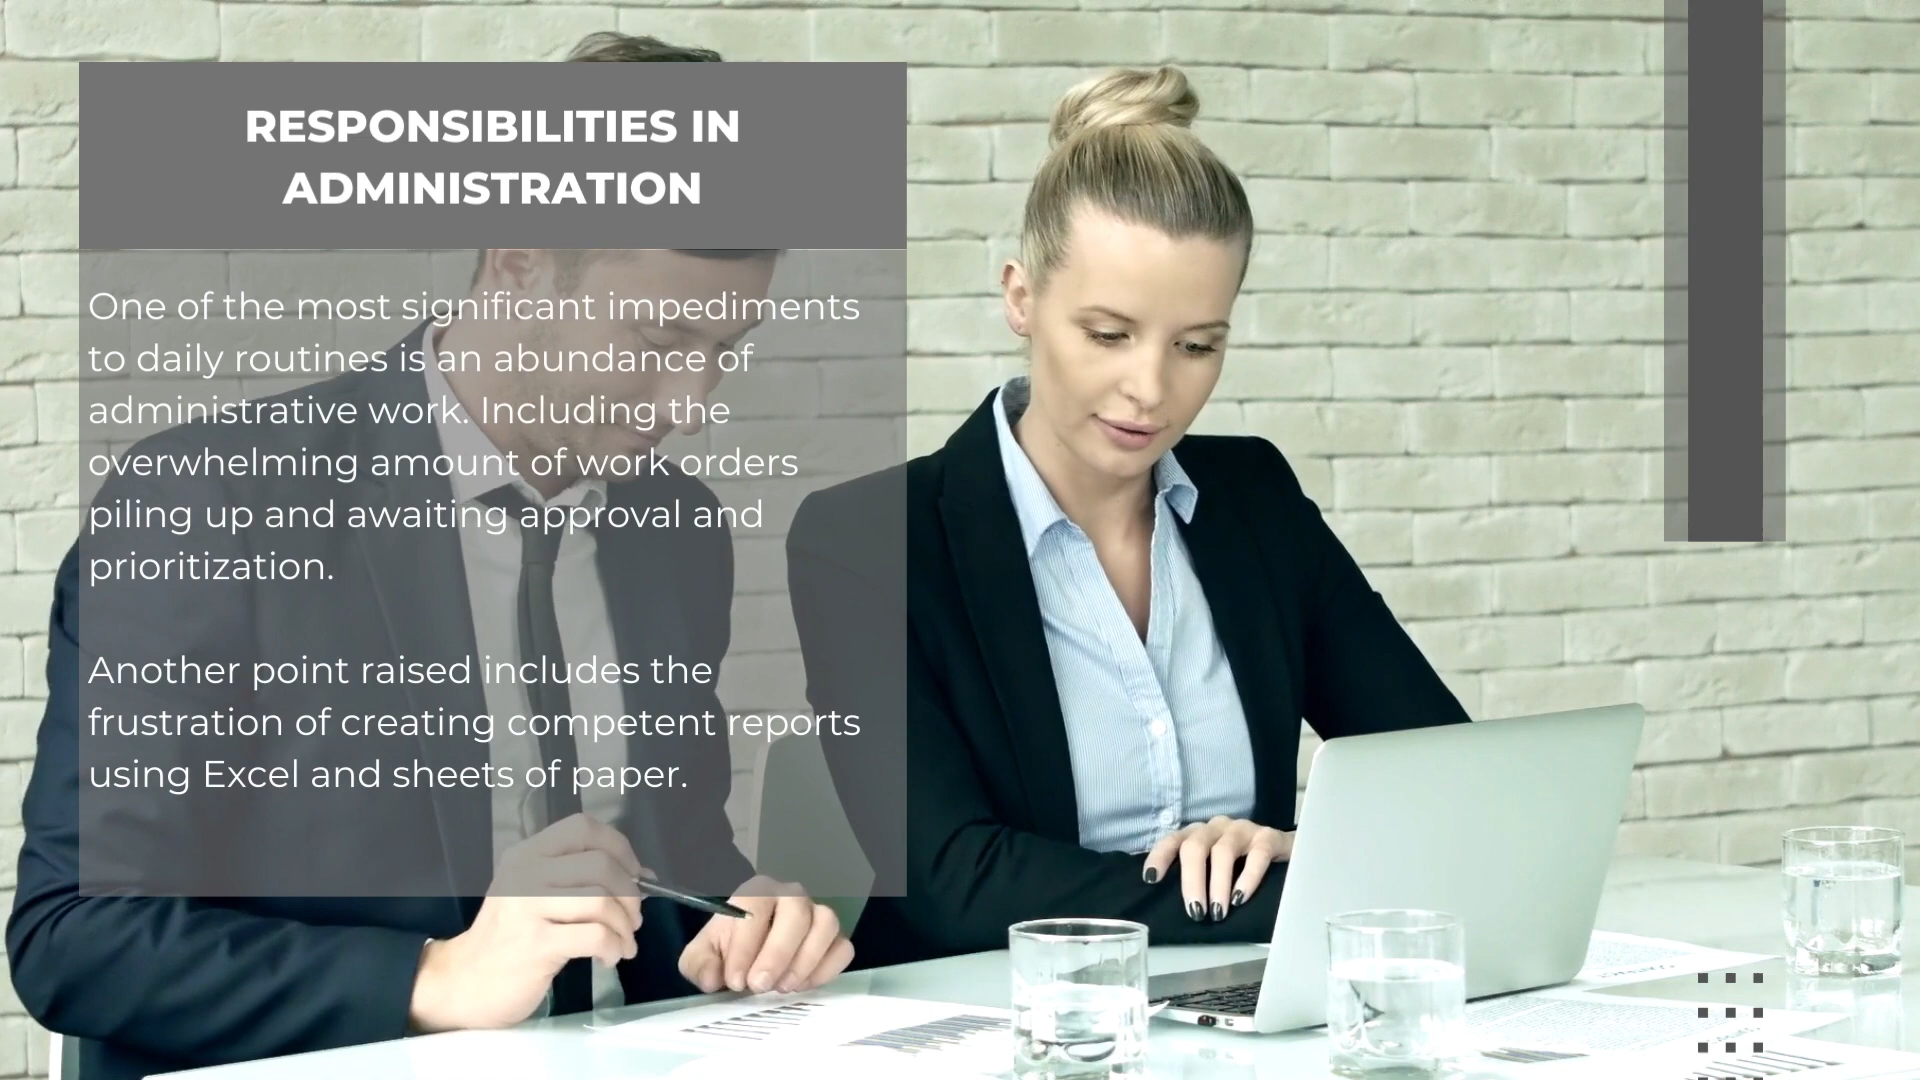 RESPONSIBILITIES IN
ADMINISTRATION
One of the most significant impediments
to daily routines is an abundance of
administrative work. Including the
overwhelming amount of work orders
piling up and awaiting approval and
prioritization.
Another point raised includes the
frustration of creating competent reports
using Excel and sheets of paper.